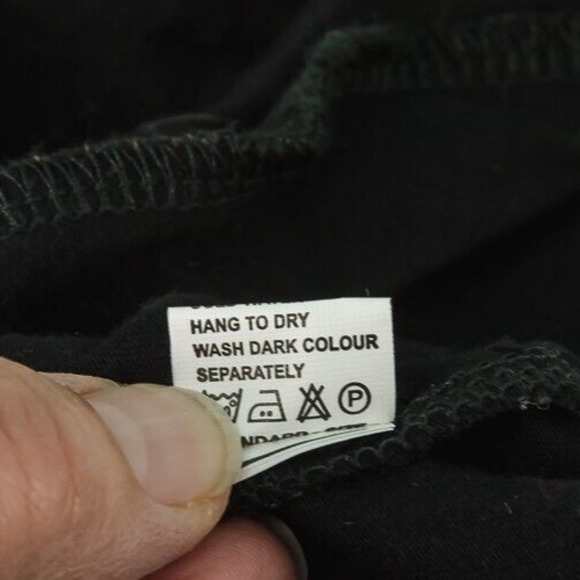 HANG TO DRY
WASH DARK COLOUR
SEPARATELY
P